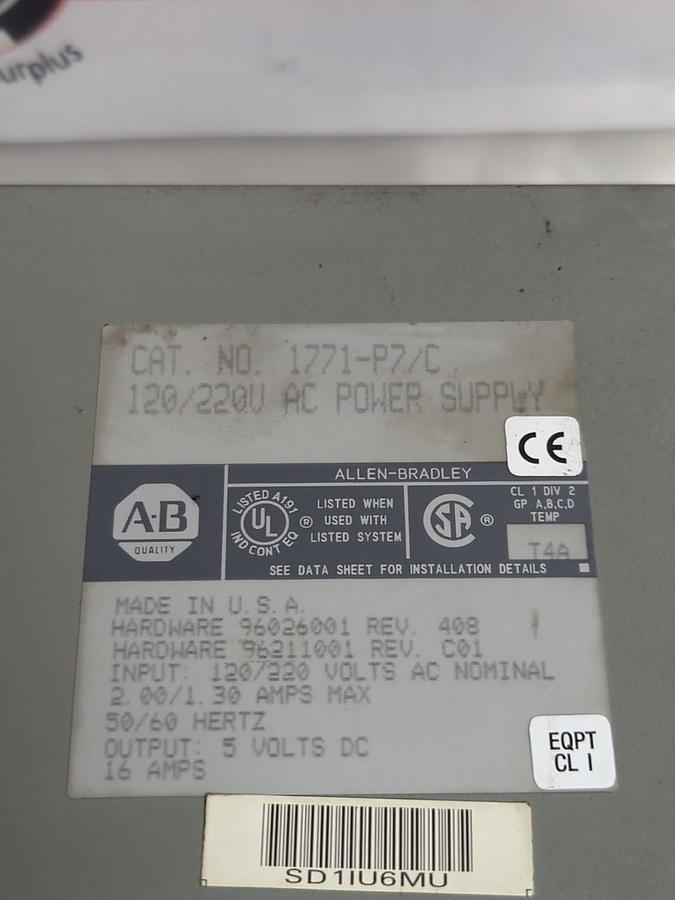 urplus
CAT. NO. 1771-P7/C
120/220V AC POWER SUPPLY
CE
ALLEN-BRADLEY
A-B
QUALITY
LISTED A191
UL
IND CONT EQ
®
LISTED WHEN
USED WITH
LISTED SYSTEM
SA
®
CL 1 DIV 2
GP A,B,C,D
TEMP
T4A
SEE DATA SHEET FOR INSTALLATION DETAILS
MADE IN U.S.A.
HARDWARE 96026001 REV. 408
HARDWARE 96211001 REV. C01
INPUT: 120/220 VOLTS AC NOMINAL
2.00/1.30 AMPS MAX
50/60 HERTZ
OUTPUT: 5 VOLTS DC
16 AMPS
EQPT
CL I
SD1IU6MU